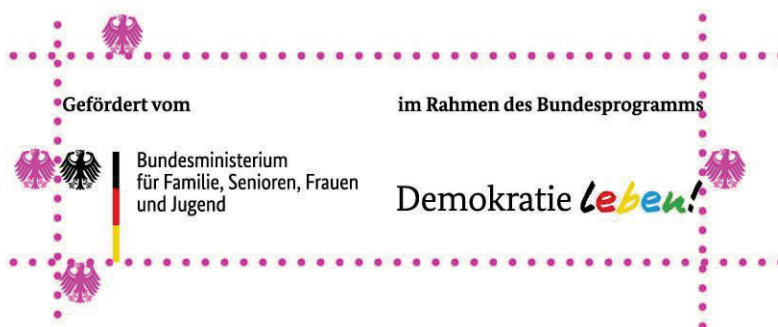 Gefördert vom
im Rahmen des Bundesprogramms
Bundesministerium
für Familie, Senioren, Frauen
und Jugend
Demokratie leben!